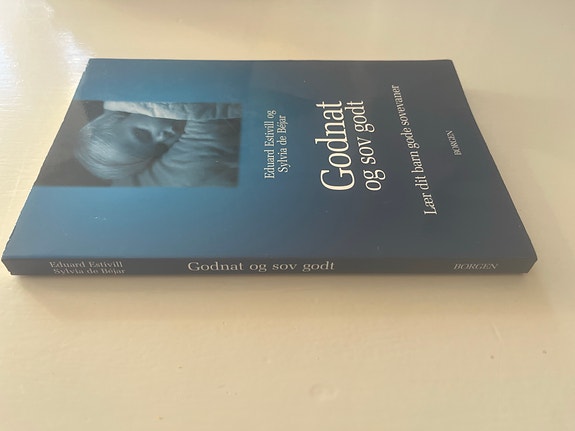 Eduard Estivill og
Sylvia de Béjar
Godnat
og sov godt
Lær dit barn gode sovevaner
BORGEN
Eduard Estivill
Sylvia de Béjar
Godnat og sov godt
BORGEN